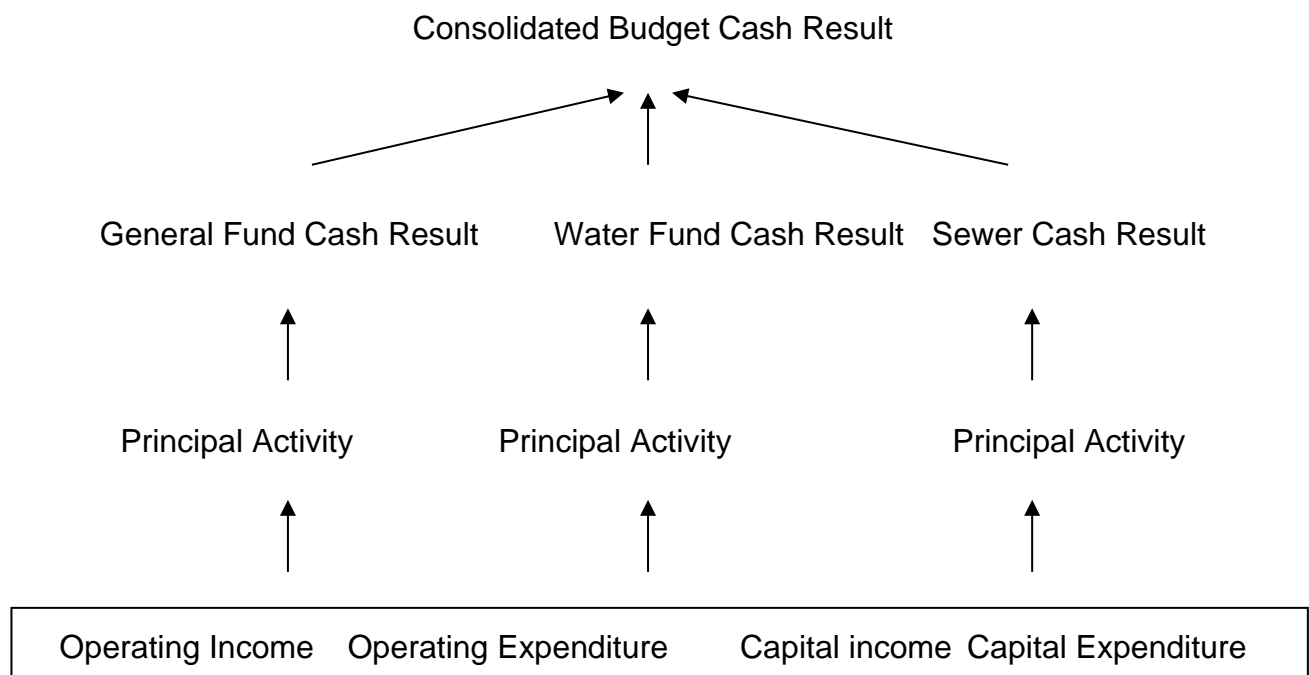 Consolidated Budget Cash Result
General Fund Cash Result Water Fund Cash Result Sewer Cash Result
Principal Activity Principal Activity Principal Activity
Operating Income Operating Expenditure Capital income Capital Expenditure